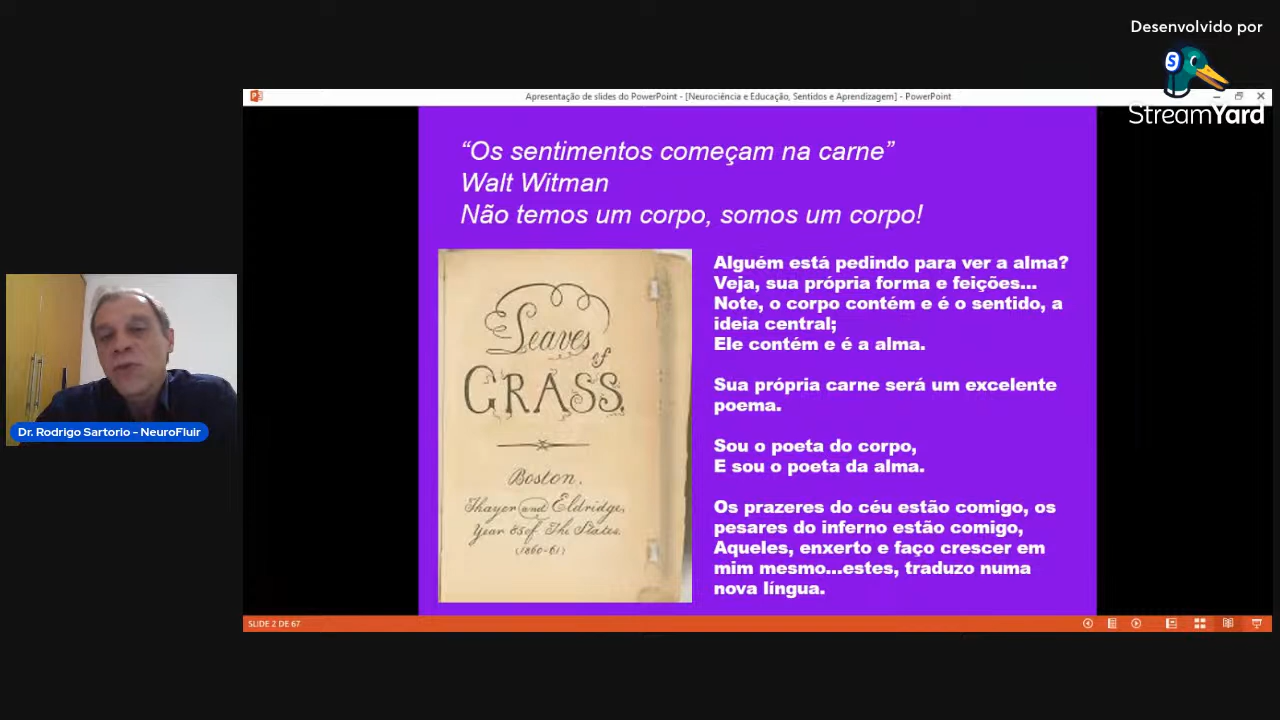 Desenvolvido por
S
StreamYard
Apresentação de slides do PowerPoint - [Neurociência e Educação, Sentidos e Aprendizagem] - PowerPoint
“Os sentimentos começam na carne”
Walt Witman
Não temos um corpo, somos um corpo!
Leaves
of
GRASS.
Boston.
Thayer and Eldridge,
Year 85 of The States.
(1860-61)
Alguém está pedindo para ver a alma?
Veja, sua própria forma e feições...
Note, o corpo contém e é o sentido, a
ideia central;
Ele contém e é a alma.
Sua própria carne será um excelente
poema.
Sou o poeta do corpo,
E sou o poeta da alma.
Os prazeres do céu estão comigo, os
pesares do inferno estão comigo,
Aqueles, enxerto e faço crescer em
mim mesmo...estes, traduzo numa
nova língua.
Dr. Rodrigo Sartorio - NeuroFluir
SLIDE 2 DE 67